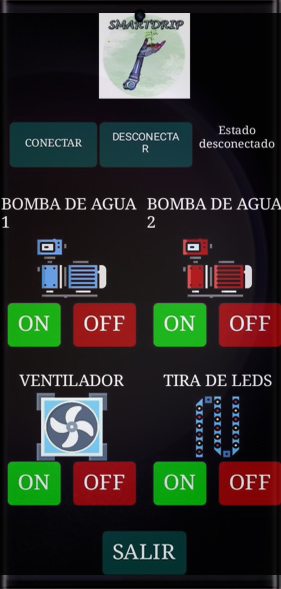 SMARTDRIP
CONECTAR
DESCONECTA
R
Estado
desconectado
BOMBA DE AGUA
1
BOMBA DE AGUA
2
ON OFF ON OFF
VENTILADOR TIRA DE LEDS
ON OFF ON OFF
SALIR